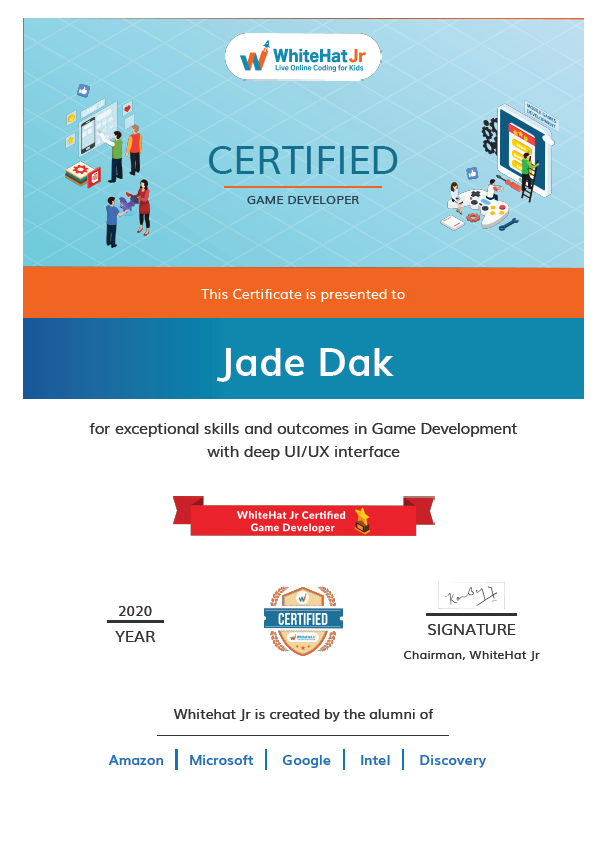 WhiteHat Jr
Live Online Coding for Kids
MOBILE GAMES
DEVELOPMENT
CERTIFIED
GAME DEVELOPER
This Certificate is presented to
Jade Dak
for exceptional skills and outcomes in Game Development
with deep UI/UX interface
WhiteHat Jr Certified
Game Developer
2020
YEAR
CERTIFIED
WhiteHat Jr
SIGNATURE
Chairman, WhiteHat Jr
Whitehat Jr is created by the alumni of
Amazon Microsoft Google Intel Discovery